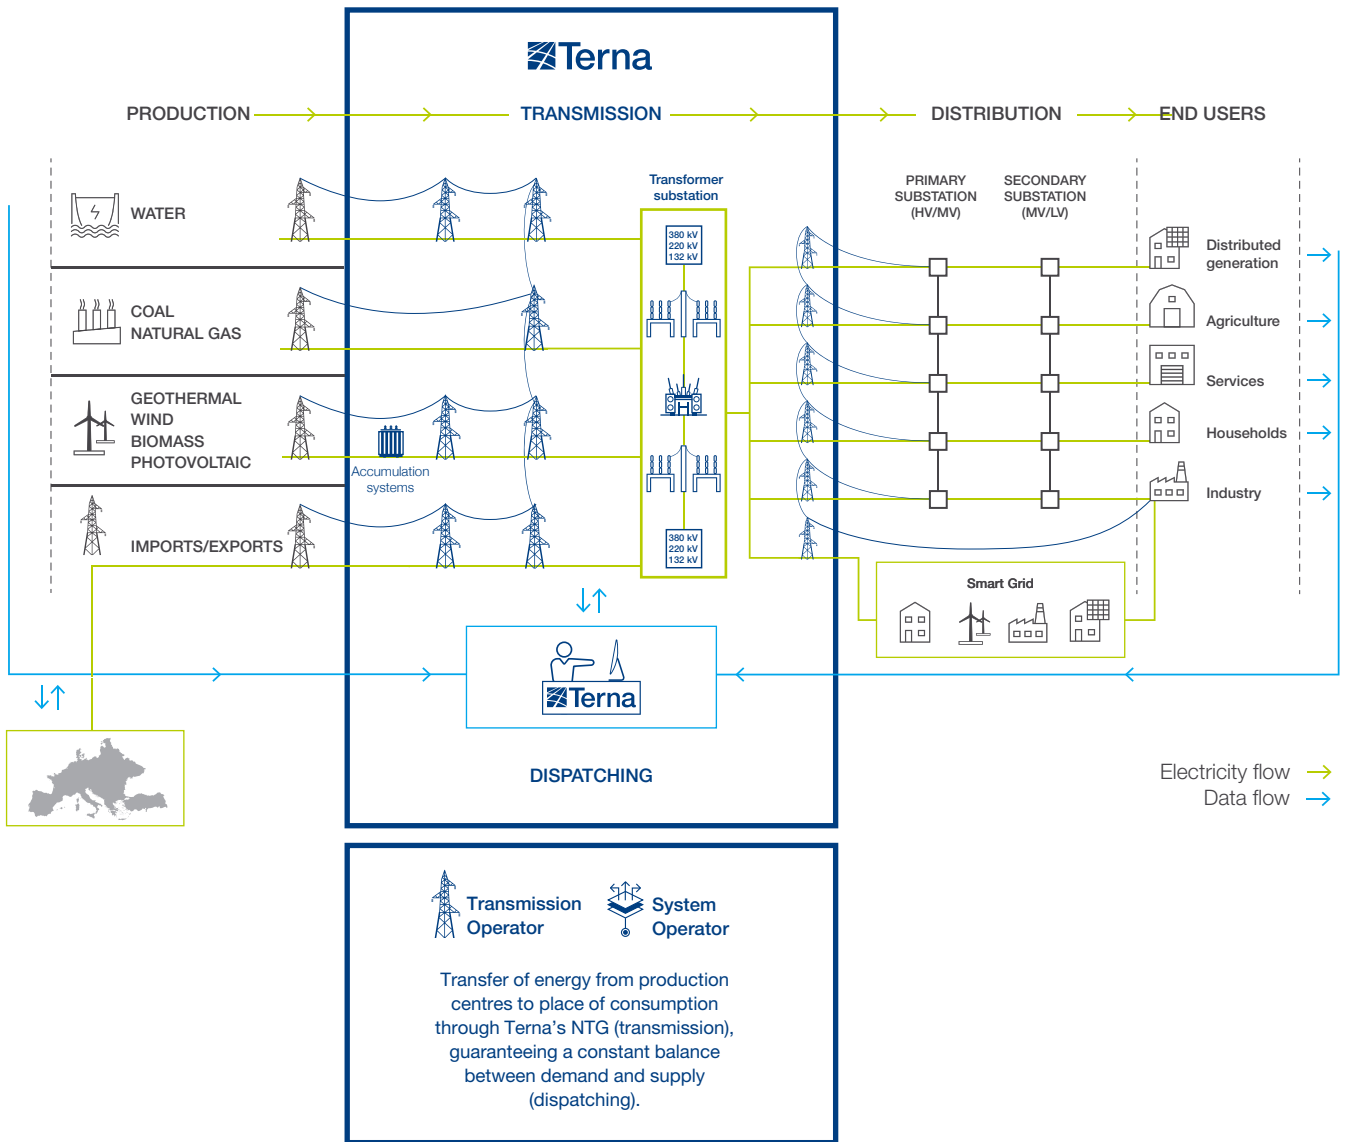 Terna
PRODUCTION
TRANSMISSION
DISTRIBUTION
END USERS
WATER
COAL
NATURAL GAS
GEOTHERMAL
WIND
BIOMASS
PHOTOVOLTAIC
IMPORTS/EXPORTS
Accumulation
systems
Transformer
substation
380 kV
220 kV
132 kV
380 kV
220 kV
132 kV
PRIMARY
SUBSTATION
(HV/MV)
SECONDARY
SUBSTATION
(MV/LV)
Distributed
generation
Agriculture
Services
Households
Industry
Smart Grid
Terna
DISPATCHING
Electricity flow
Data flow
Transmission
Operator
System
Operator
Transfer of energy from production
centres to place of consumption
through Terna's NTG (transmission),
guaranteeing a constant balance
between demand and supply
(dispatching).